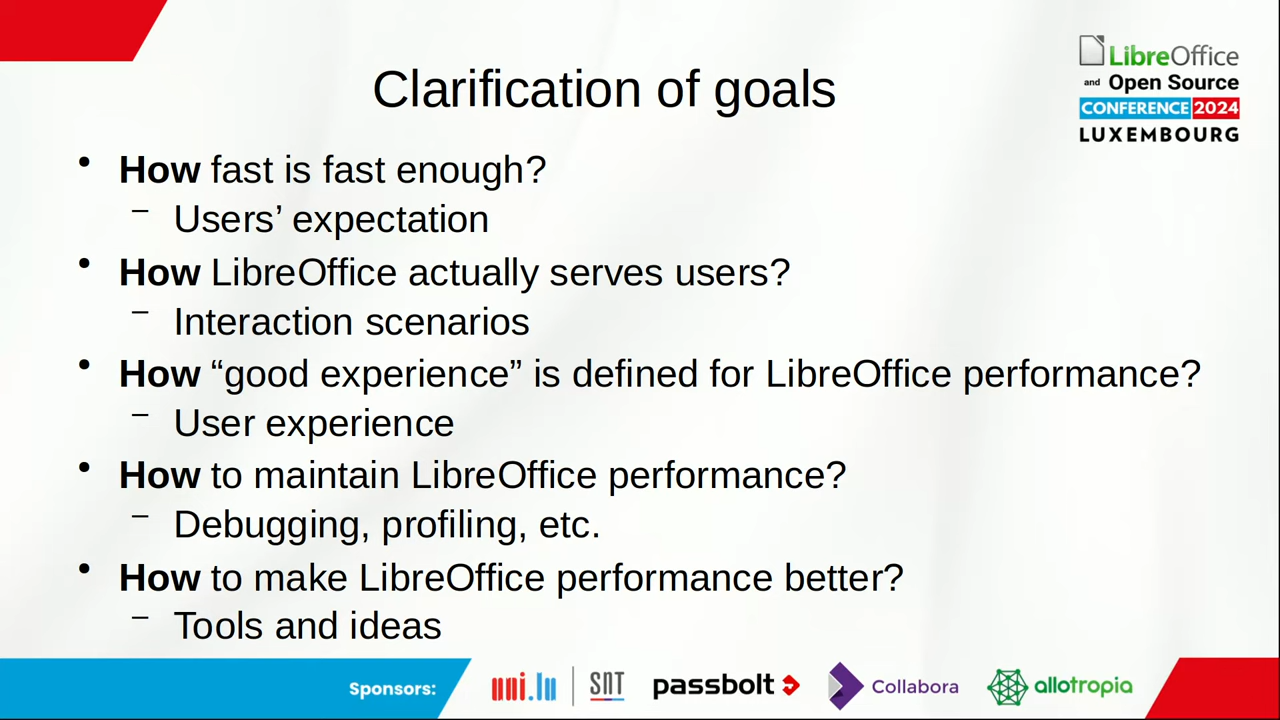 LibreOffice
and Open Source
CONFERENCE 2024
LUXEMBOURG
Clarification of goals
• How fast is fast enough?
– Users’ expectation
• How LibreOffice actually serves users?
– Interaction scenarios
• How “good experience” is defined for LibreOffice performance?
– User experience
• How to maintain LibreOffice performance?
– Debugging, profiling, etc.
• How to make LibreOffice performance better?
– Tools and ideas
Sponsors: uni.lu SNT passbolt Collabora allotropia